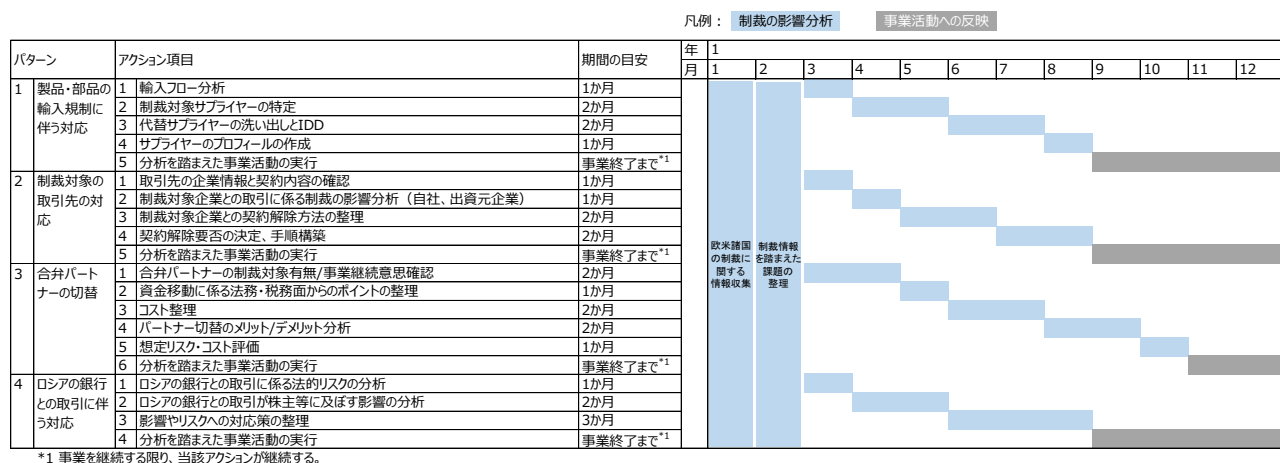 凡例： 制裁の影響分析 事業活動への反映
パターン アクション項目 期間の目安 年 1
月 1 2 3 4 5 6 7 8 9 10 11 12
1 製品・部品の輸入規制に伴う対応 1 輸入フロー分析 1か月
2 制裁対象サプライヤーの特定 2か月
3 代替サプライヤーの洗い出しとIDD 2か月
4 サプライヤーのプロフィールの作成 1か月
5 分析を踏まえた事業活動の実行 事業終了まで*1
2 制裁対象の取引先の対応 1 取引先の企業情報と契約内容の確認 1か月
2 制裁対象企業との取引に係る制裁の影響分析（自社、出資元企業） 1か月
3 制裁対象企業との契約解除方法の整理 2か月
4 契約解除要否の決定、手順構築 2か月
5 分析を踏まえた事業活動の実行 事業終了まで*1
3 合弁パートナーの切替 1 合弁パートナーの制裁対象有無/事業継続意思確認 2か月
2 資金移動に係る法務・税務面からのポイントの整理 1か月
3 コスト整理 2か月
4 パートナー切替のメリット/デメリット分析 2か月
5 想定リスク・コスト評価 1か月
6 分析を踏まえた事業活動の実行 事業終了まで*1
4 ロシアの銀行との取引に伴う対応 1 ロシアの銀行との取引に係る法的リスクの分析 1か月
2 ロシアの銀行との取引が株主等に及ぼす影響の分析 2か月
3 影響やリスクへの対応策の整理 3か月
4 分析を踏まえた事業活動の実行 事業終了まで*1
欧米諸国
の制裁に
関する
情報収集
制裁情報
を踏まえた
課題の
整理
*1 事業を継続する限り、当該アクションが継続する。